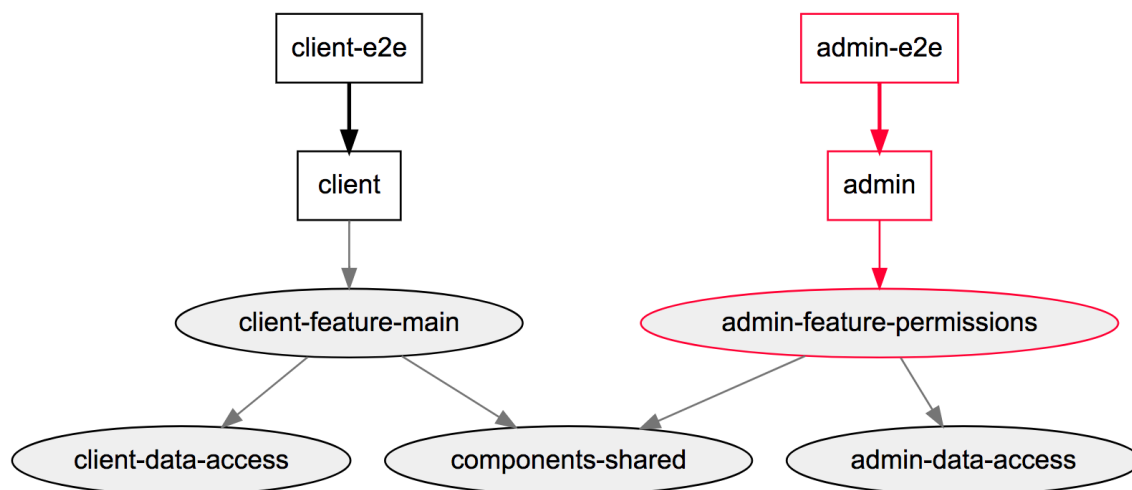 client-e2e
admin-e2e
client
admin
client-feature-main
admin-feature-permissions
client-data-access
components-shared
admin-data-access